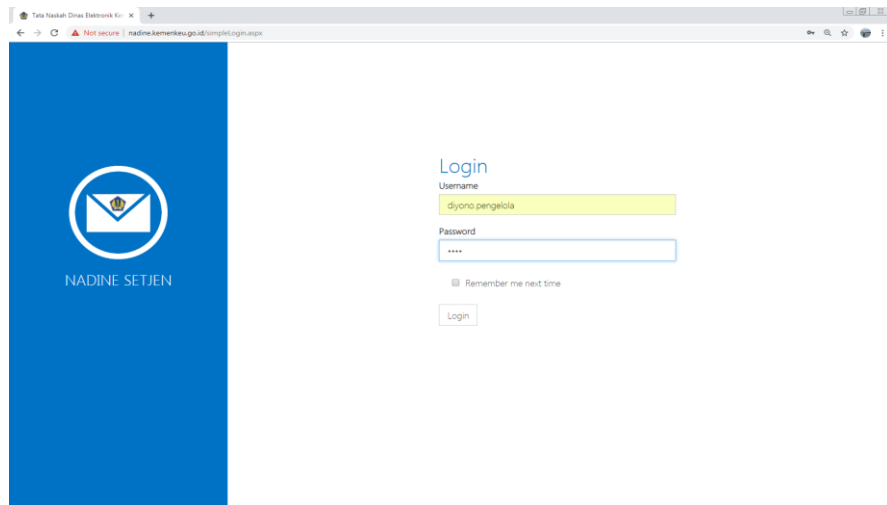 Tata Naskah Dinas Elektronik Ke
Not secure | nadine.kemenkeu.go.id/simpleLogin.aspx
NADINE SETJEN
Login
Username
diyono.pengelola
Password
••••
Remember me next time
Login